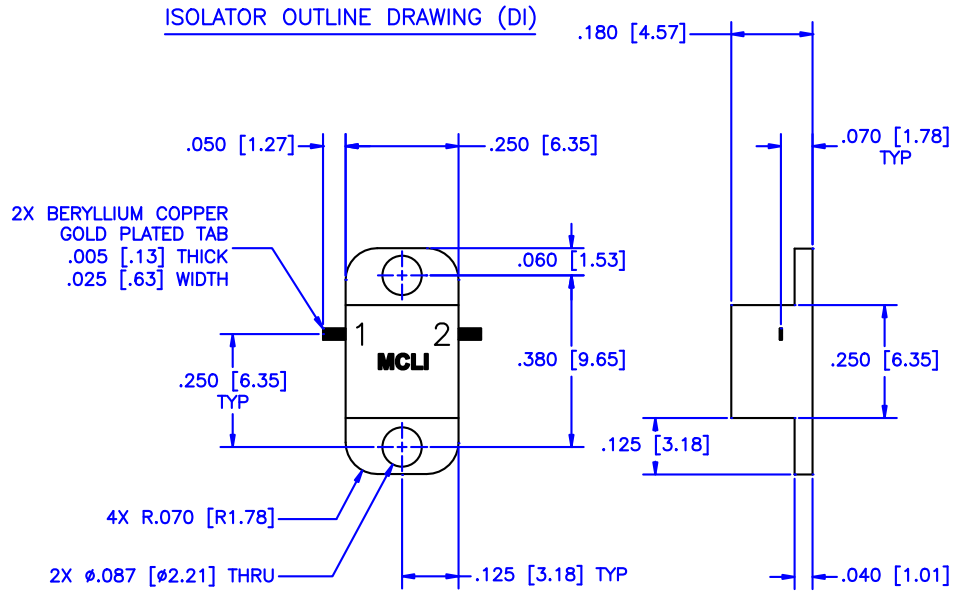 ISOLATOR OUTLINE DRAWING (DI)
.180 [4.57]
.050 [1.27]
.250 [6.35]
.070 [1.78]
TYP
2X BERYLLIUM COPPER
GOLD PLATED TAB
.005 [.13] THICK
.025 [.63] WIDTH
.060 [1.53]
1
2
MCLI
.380 [9.65]
.250 [6.35]
.250 [6.35]
TYP
.125 [3.18]
4X R.070 [R1.78]
2X ø.087 [ø2.21] THRU
.125 [3.18] TYP
.040 [1.01]